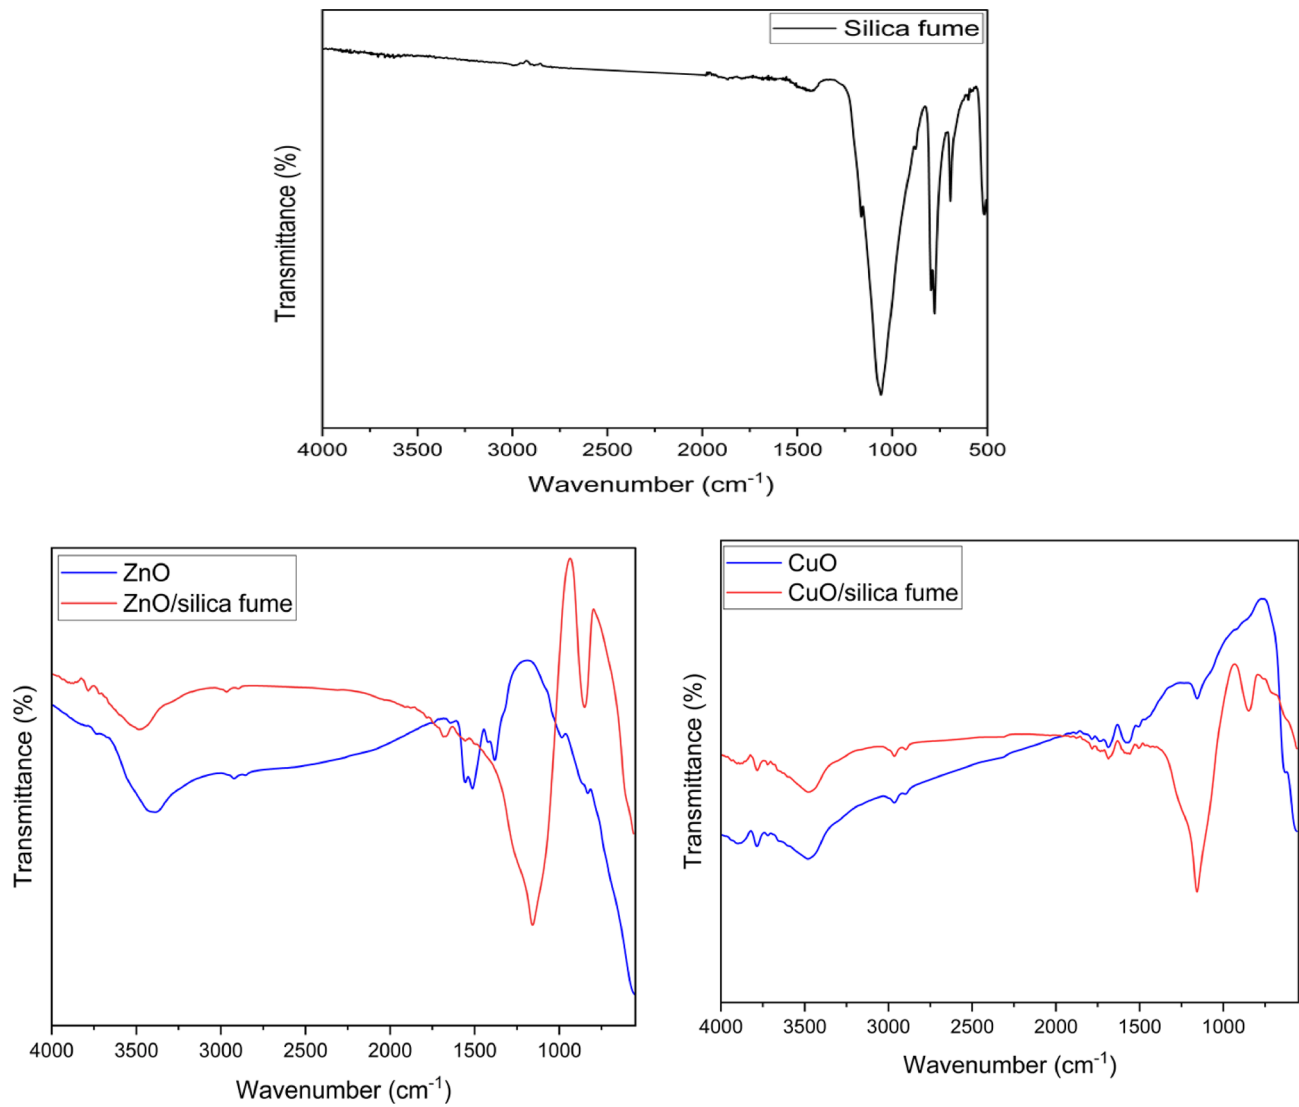 Silica fume
Transmittance (%)
4000 3500 3000 2500 2000 1500 1000 500
Wavenumber (cm⁻¹)
ZnO
ZnO/silica fume
Transmittance (%)
4000 3500 3000 2500 2000 1500 1000
Wavenumber (cm⁻¹)
CuO
CuO/silica fume
Transmittance (%)
4000 3500 3000 2500 2000 1500 1000
Wavenumber (cm⁻¹)